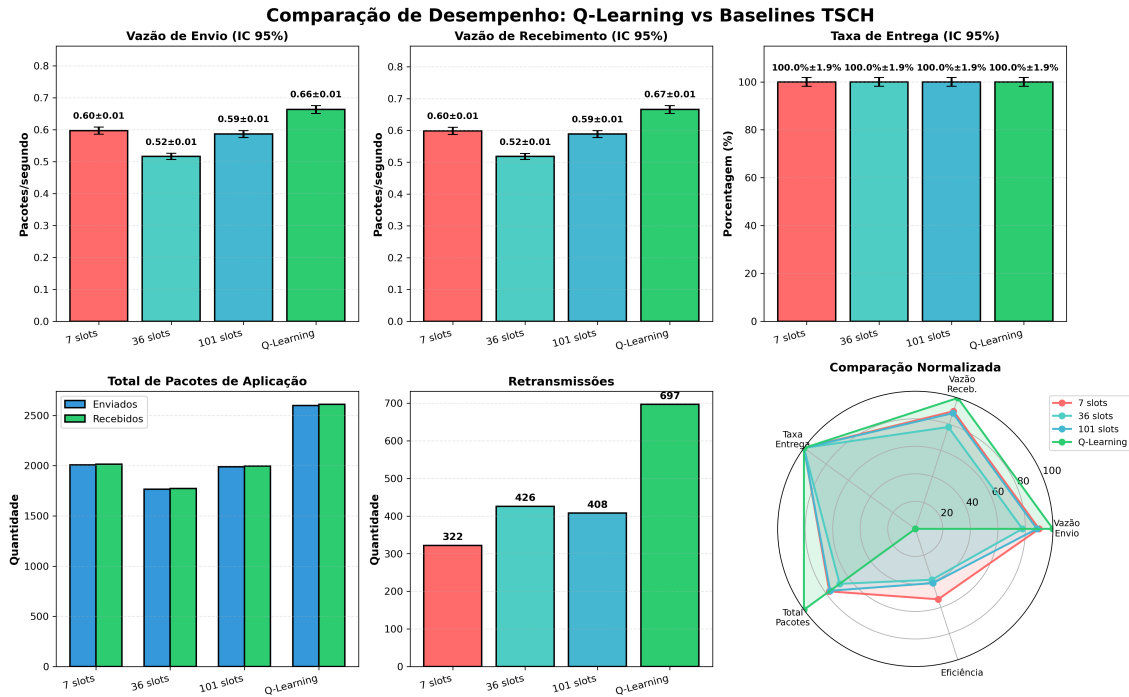 Comparação de Desempenho: Q-Learning vs Baselines TSCH
Vazão de Envio (IC 95%)
Pacotes/segundo
0.8
0.7
0.6
0.5
0.4
0.3
0.2
0.1
0.0
0.60±0.01
0.52±0.01
0.59±0.01
0.66±0.01
7 slots
36 slots
101 slots
Q-Learning
Vazão de Recebimento (IC 95%)
Pacotes/segundo
0.8
0.7
0.6
0.5
0.4
0.3
0.2
0.1
0.0
0.60±0.01
0.52±0.01
0.59±0.01
0.67±0.01
7 slots
36 slots
101 slots
Q-Learning
Taxa de Entrega (IC 95%)
Porcentagem (%)
100
80
60
40
20
0
100.0%±1.9%
100.0%±1.9%
100.0%±1.9%
100.0%±1.9%
7 slots
36 slots
101 slots
Q-Learning
Total de Pacotes de Aplicação
Quantidade
2500
2000
1500
1000
500
0
Enviados
Recebidos
7 slots
36 slots
101 slots
Q-Learning
Retransmissões
Quantidade
700
600
500
400
300
200
100
0
322
426
408
697
7 slots
36 slots
101 slots
Q-Learning
Comparação Normalizada
Vazão
Receb.
Taxa
Entrega
Total
Pacotes
Eficiência
Vazão
Envio
20
40
60
80
100
7 slots
36 slots
101 slots
Q-Learning